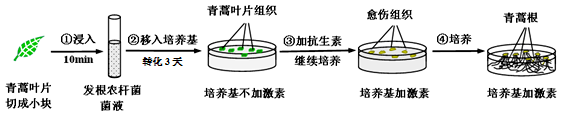 青蒿叶片组织
愈伤组织
青蒿根
①浸入
10min
②移入培养基
转化3天
③加抗生素
继续培养
④培养
青蒿叶片
切成小块
发根农杆菌
菌液
培养基不加激素
培养基加激素
培养基加激素